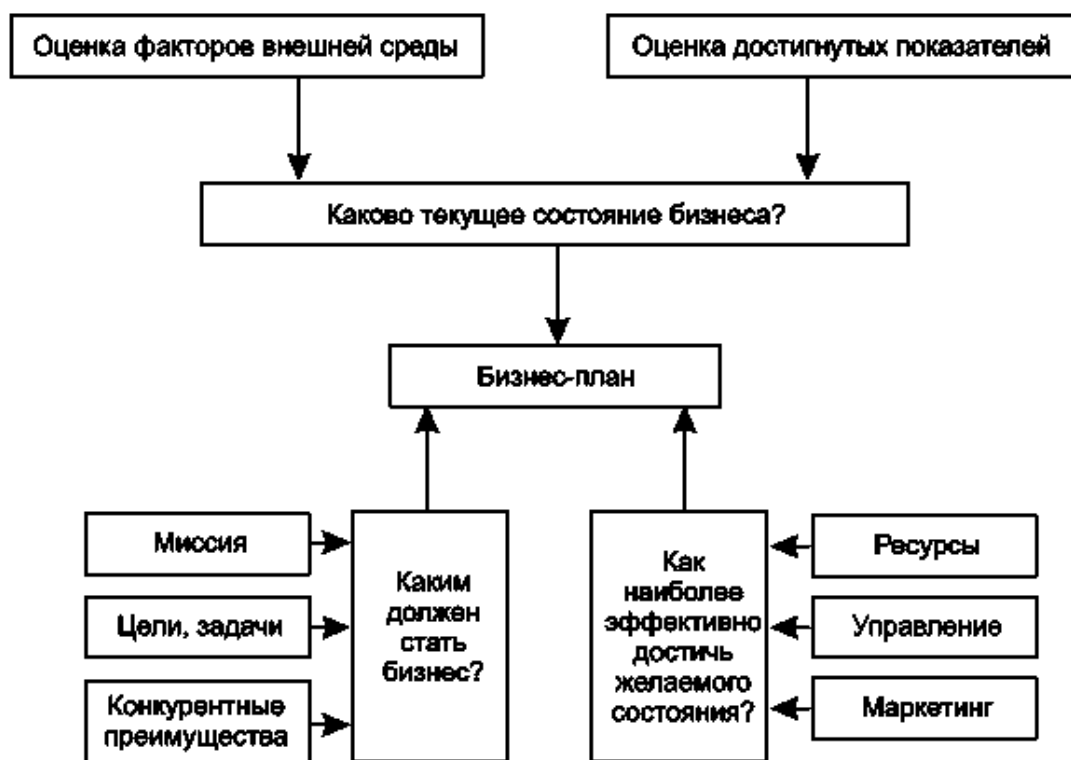 Оценка факторов внешней среды
Оценка достигнутых показателей
Каково текущее состояние бизнеса?
Бизнес-план
Миссия
Цели, задачи
Конкурентные
преимущества
Каким
должен
стать
бизнес?
Как
наиболее
эффективно
достичь
желаемого
состояния?
Ресурсы
Управление
Маркетинг